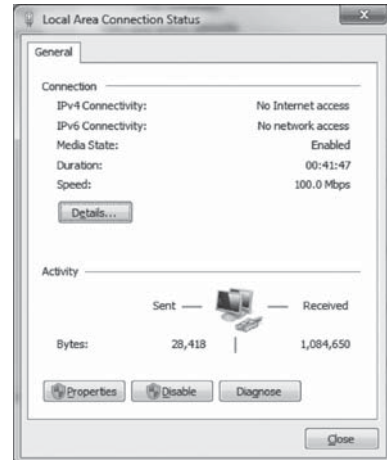 Local Area Connection Status
General
Connection
IPv4 Connectivity: No Internet access
IPv6 Connectivity: No network access
Media State: Enabled
Duration: 00:41:47
Speed: 100.0 Mbps
Details...
Activity
Sent — — Received
Bytes: 28,418 | 1,084,650
Properties Disable Diagnose
Close